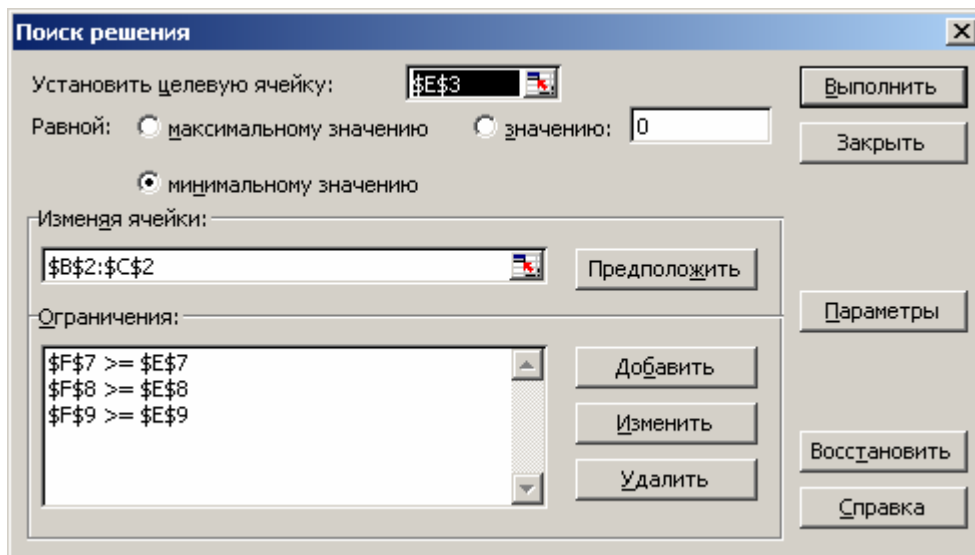 Поиск решения
Установить целевую ячейку: $E$3
Выполнить
Равной: максимальному значению значению: 0
Закрыть
минимальному значению
Изменяя ячейки:
$B$2:$C$2
Предположить
Параметры
Ограничения:
$F$7 >= $E$7
$F$8 >= $E$8
$F$9 >= $E$9
Добавить
Изменить
Удалить
Восстановить
Справка